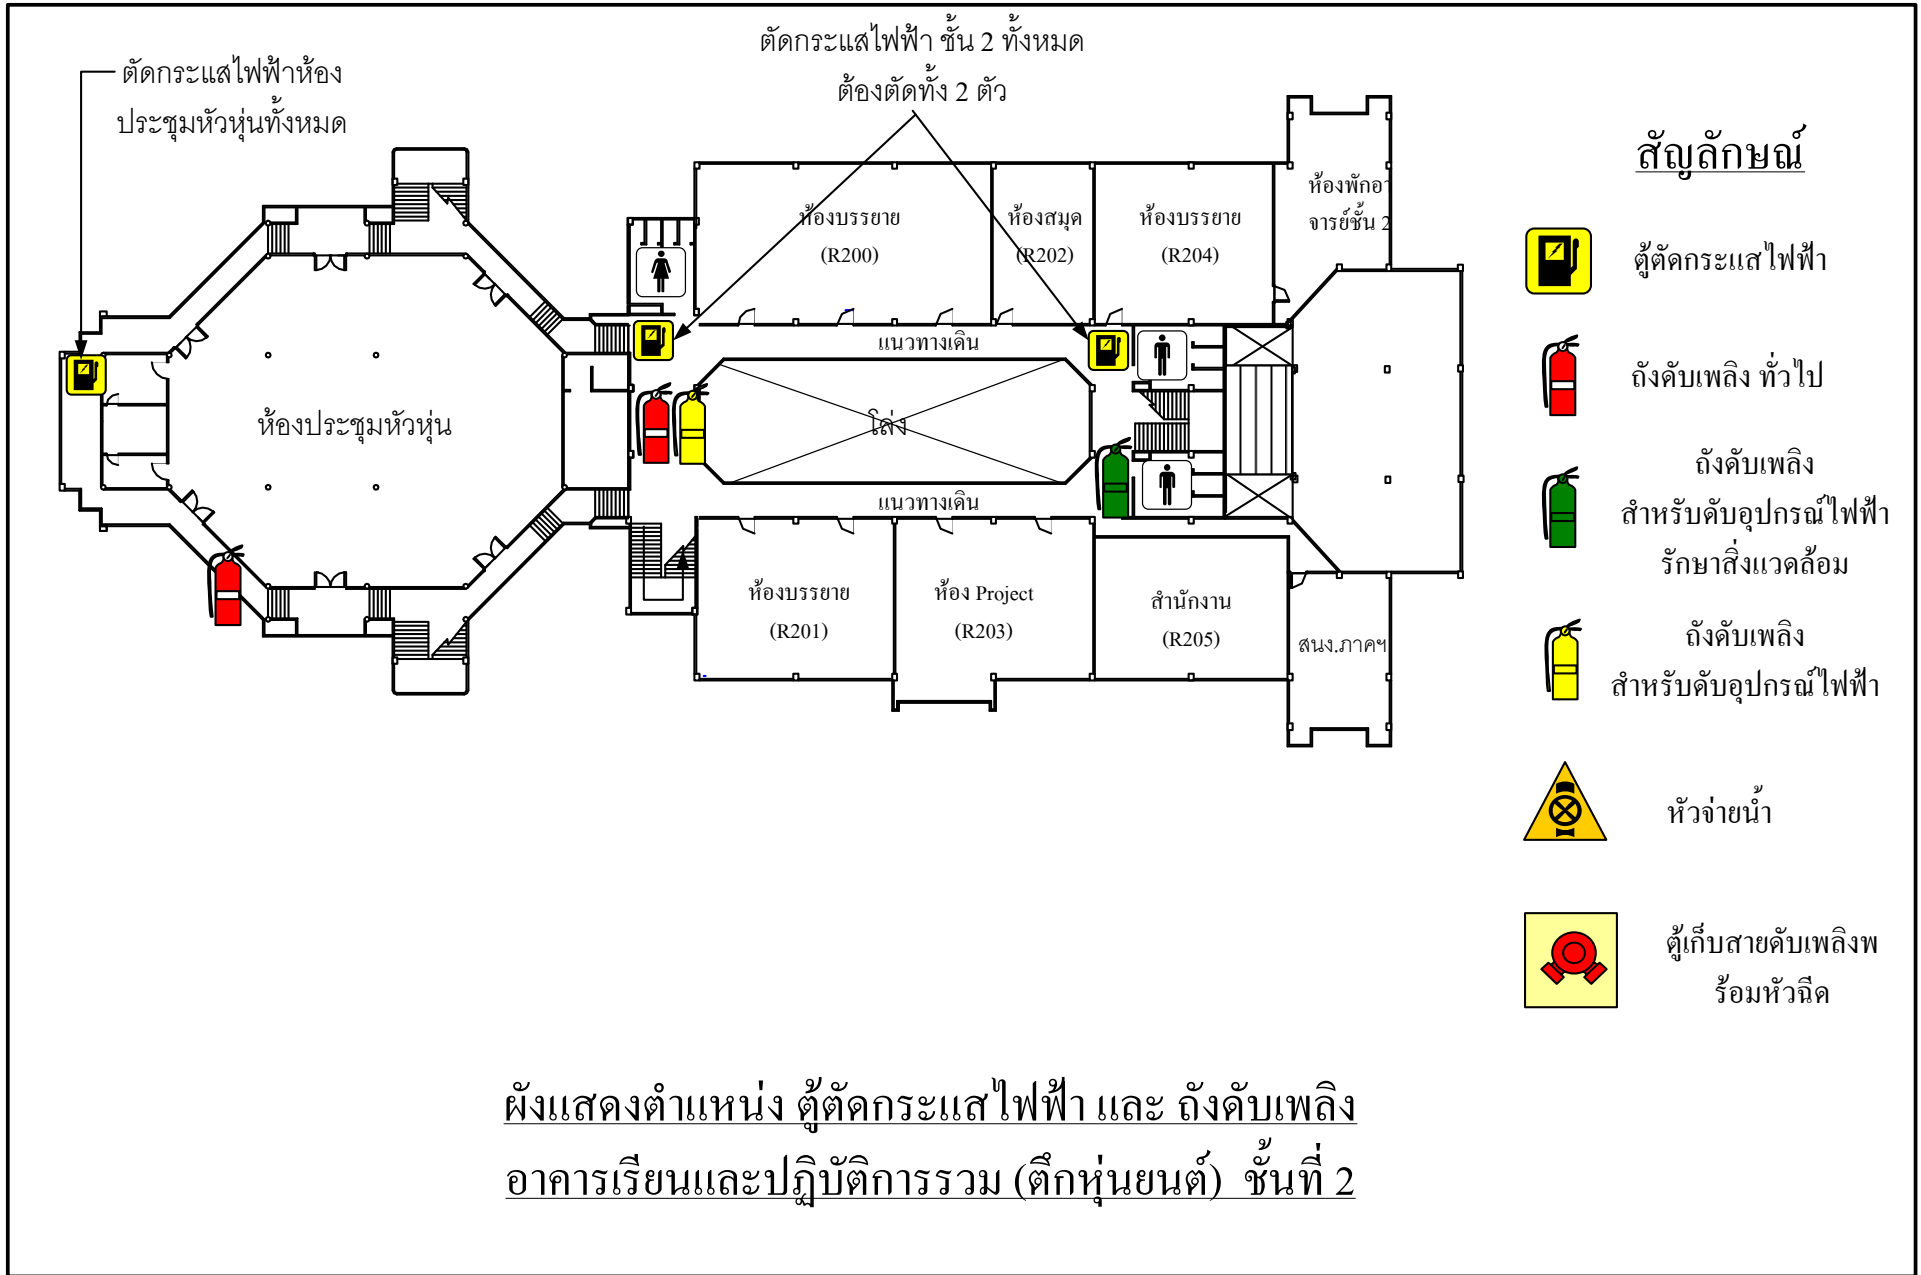 ตัดกระแสไฟฟ้าห้อง
ประชุมหัวหุ่นทั้งหมด
ตัดกระแสไฟฟ้า ชั้น 2 ทั้งหมด
ต้องตัดทั้ง 2 ตัว
ห้องบรรยาย
(R200)
ห้องสมุด
(R202)
ห้องบรรยาย
(R204)
ห้องพักอา
จารย์ชั้น 2
แนวทางเดิน
ห้องประชุมหัวหุ่น
โล่ง
แนวทางเดิน
ห้องบรรยาย
(R201)
ห้อง Project
(R203)
สำนักงาน
(R205)
สนง.ภาคฯ
สัญลักษณ์
ตู้ตัดกระแสไฟฟ้า
ถังดับเพลิง ทั่วไป
ถังดับเพลิง
สำหรับดับอุปกรณ์ไฟฟ้า
รักษาสิ่งแวดล้อม
ถังดับเพลิง
สำหรับดับอุปกรณ์ไฟฟ้า
หัวจ่ายน้ำ
ตู้เก็บสายดับเพลิงพ
ร้อมหัวฉีด
ผังแสดงตำแหน่ง ตู้ตัดกระแสไฟฟ้า และ ถังดับเพลิง
อาคารเรียนและปฏิบัติการรวม (ตึกหุ่นยนต์) ชั้นที่ 2